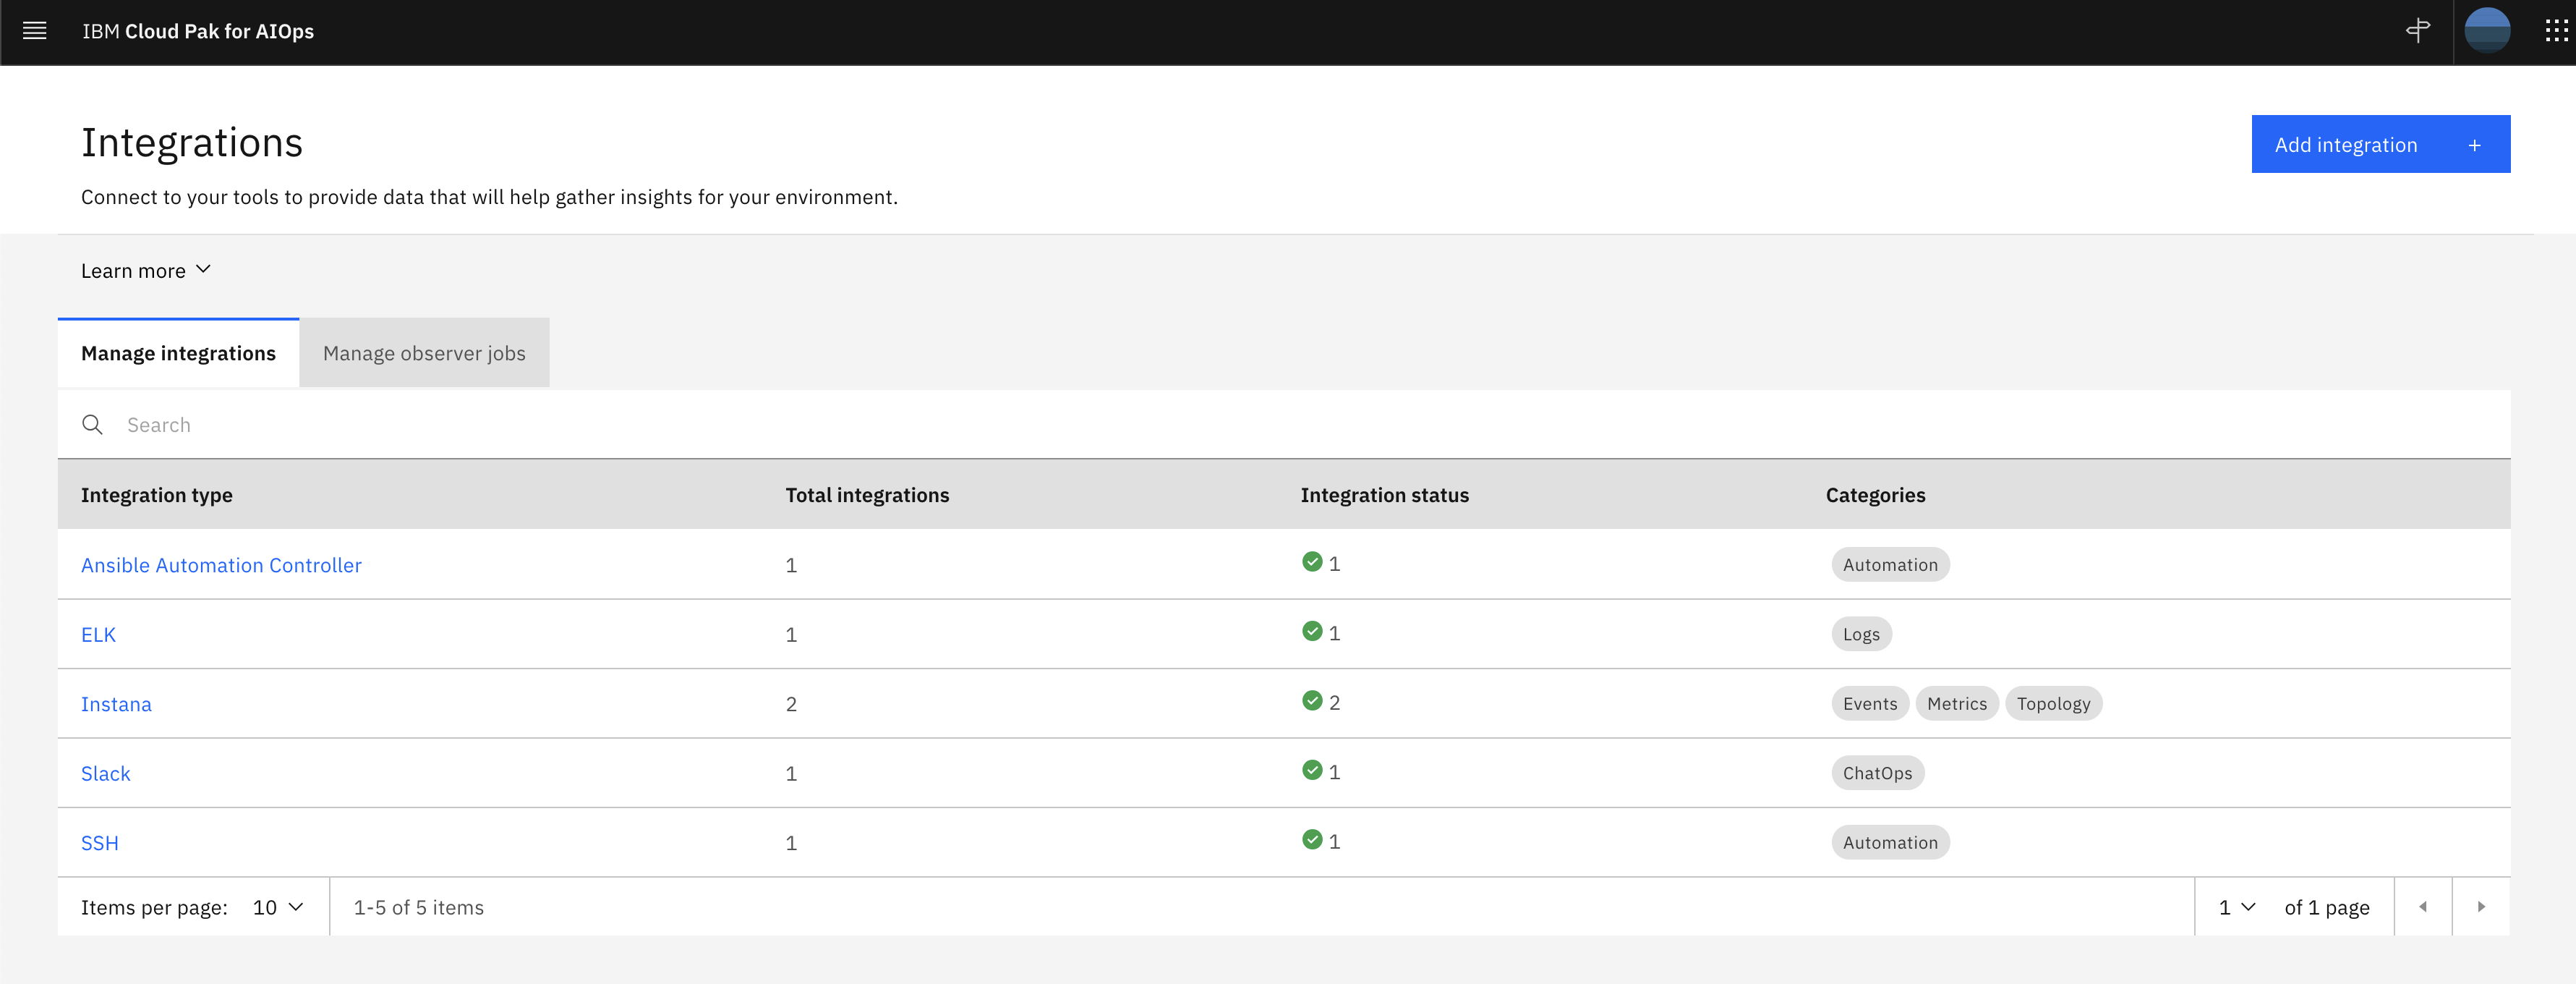 IBM Cloud Pak for AIOps
Integrations
Add integration
Connect to your tools to provide data that will help gather insights for your environment.
Learn more
Manage integrations Manage observer jobs
Search
Integration type Total integrations Integration status Categories
Ansible Automation Controller 1 1 Automation
ELK 1 1 Logs
Instana 2 2 Events Metrics Topology
Slack 1 1 ChatOps
SSH 1 1 Automation
Items per page: 10 1-5 of 5 items 1 of 1 page